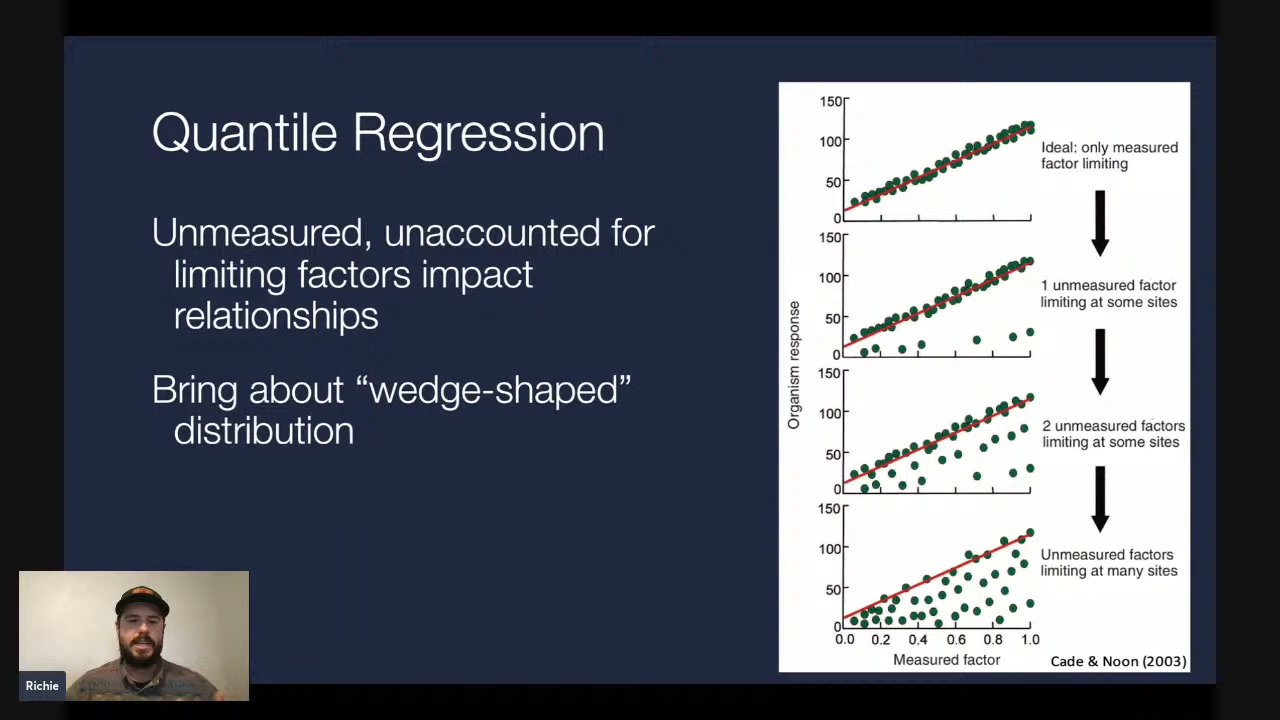 Quantile Regression
Unmeasured, unaccounted for
limiting factors impact
relationships
Bring about “wedge-shaped”
distribution
Organism response
150
100
50
0
Ideal: only measured
factor limiting
150
100
50
0
1 unmeasured factor
limiting at some sites
150
100
50
0
2 unmeasured factors
limiting at some sites
150
100
50
0
Unmeasured factors
limiting at many sites
0.0 0.2 0.4 0.6 0.8 1.0
Measured factor
Cade & Noon (2003)
Richie